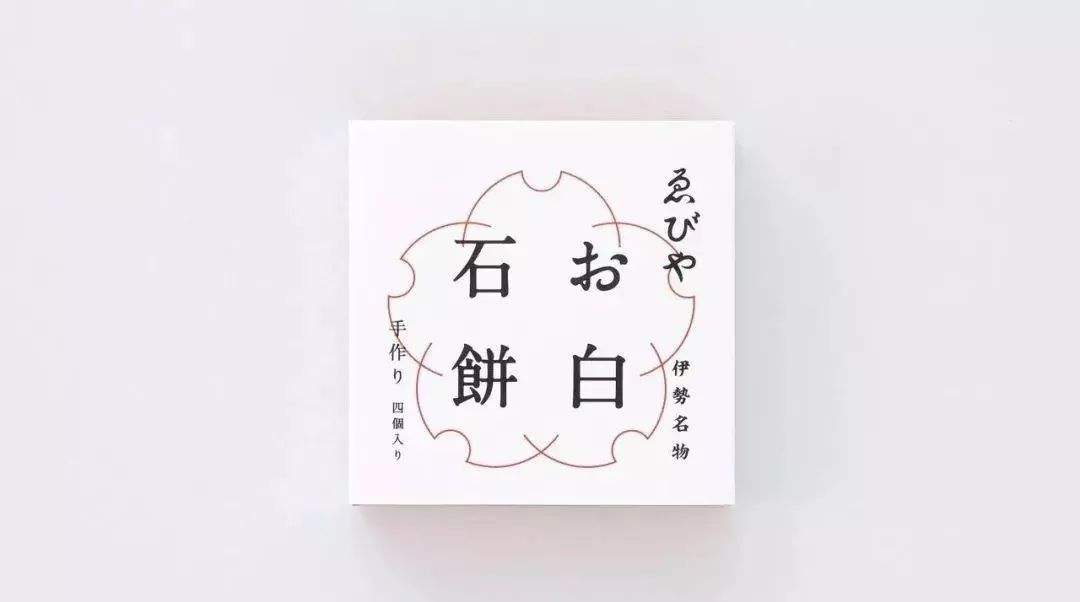 ゑびや
伊勢名物
お白
石餅
手作り 四個入り